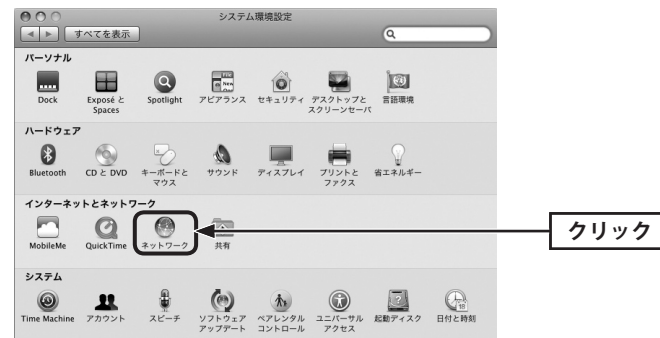 システム環境設定
すべてを表示
パーソナル
Dock
Exposé と
Spaces
Spotlight
アピアランス
セキュリティ
デスクトップと
スクリーンセーバ
言語環境
ハードウェア
Bluetooth
CD と DVD
キーボードと
マウス
サウンド
ディスプレイ
プリントと
ファクス
省エネルギー
インターネットとネットワーク
MobileMe
QuickTime
ネットワーク
共有
クリック
システム
Time Machine
アカウント
スピーチ
ソフトウェア
アップデート
ペアレンタル
コントロール
ユニバーサル
アクセス
起動ディスク
日付と時刻